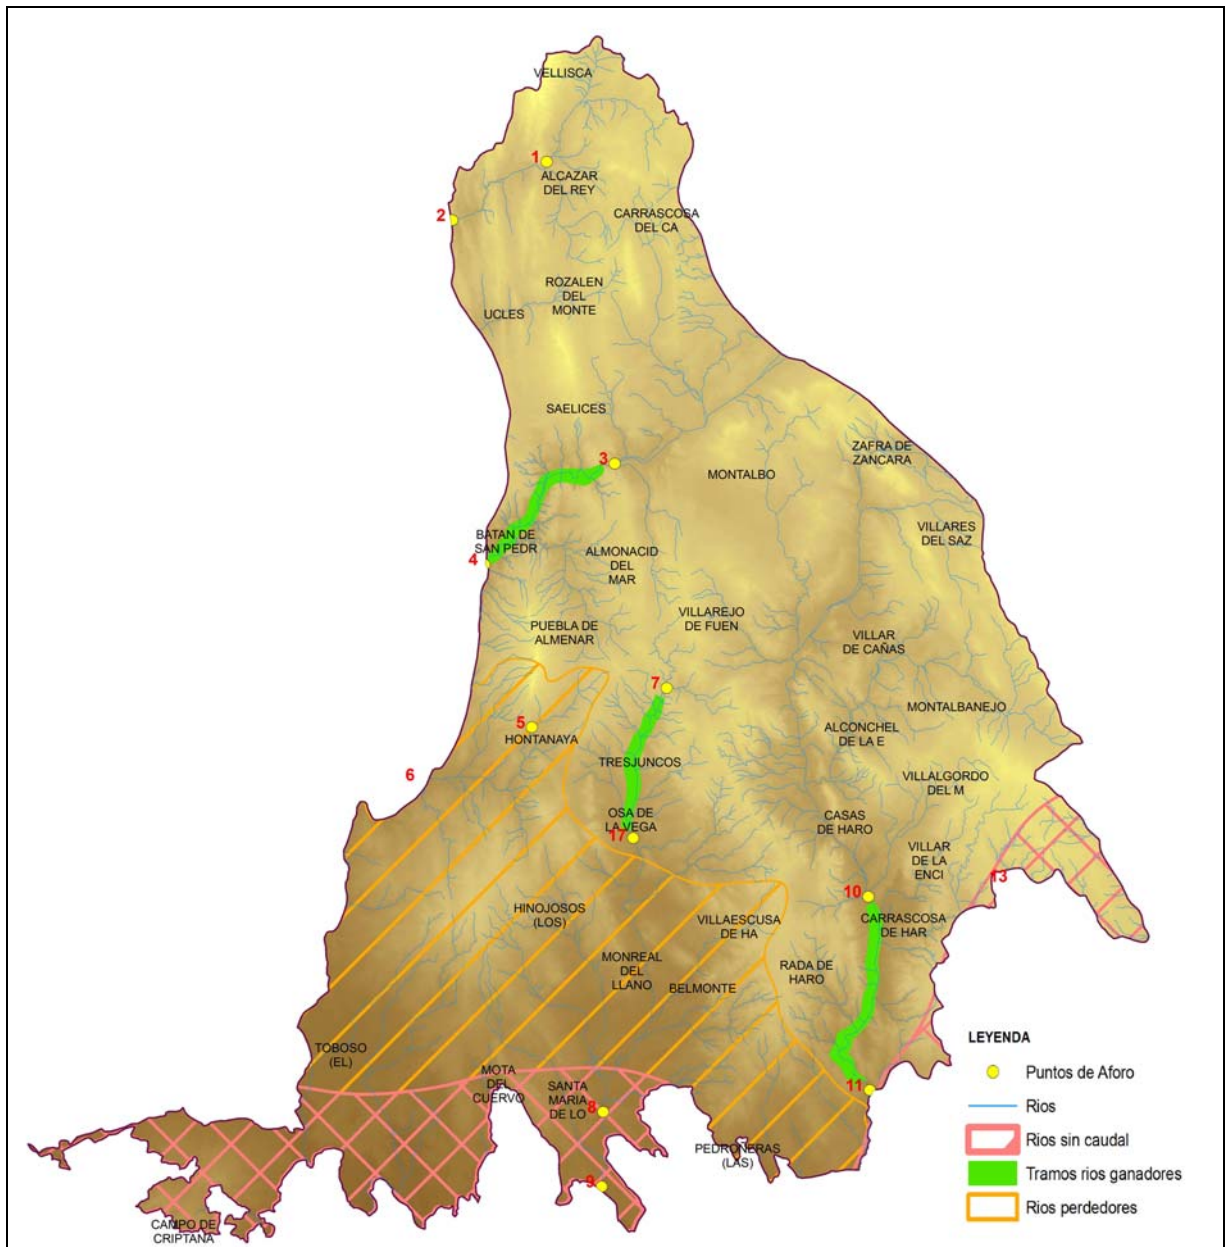 VELLISCA
1
ALCAZAR
DEL REY
2
CARRASCOSA
DEL CA
ROZALEN
DEL
MONTE
UCLES
SAELICES
3
ZAFRA DE
ZANCARA
MONTALBO
VILLARES
DEL SAZ
BATAN DE
SAN PEDR
4
ALMONACID
DEL
MAR
VILLAREJO
DE FUEN
PUEBLA DE
ALMENAR
VILLAR
DE CAÑAS
7
MONTALBANEJO
5
HONTANAYA
ALCONCHEL
DE LA E
TRESJUNCOS
6
VILLALGORDO
DEL M
OSA DE
LA VEGA
17
CASAS
DE HARO
VILLAR
DE LA
ENCI
13
10
HINOJOSOS
(LOS)
VILLAESCUSA
DE HA
CARRASCOSA
DE HAR
MONREAL
DEL
LLANO
BELMONTE
RADA DE
HARO
TOBOSO
(EL)
MOTA
DEL
CUERVO
SANTA
MARIA
DE LO
8
11
PEDROÑERAS
(LAS)
9
CAMPO DE
CRIPTANA
LEYENDA
Puntos de Aforo
Rios
Rios sin caudal
Tramos rios ganadores
Rios perdedores